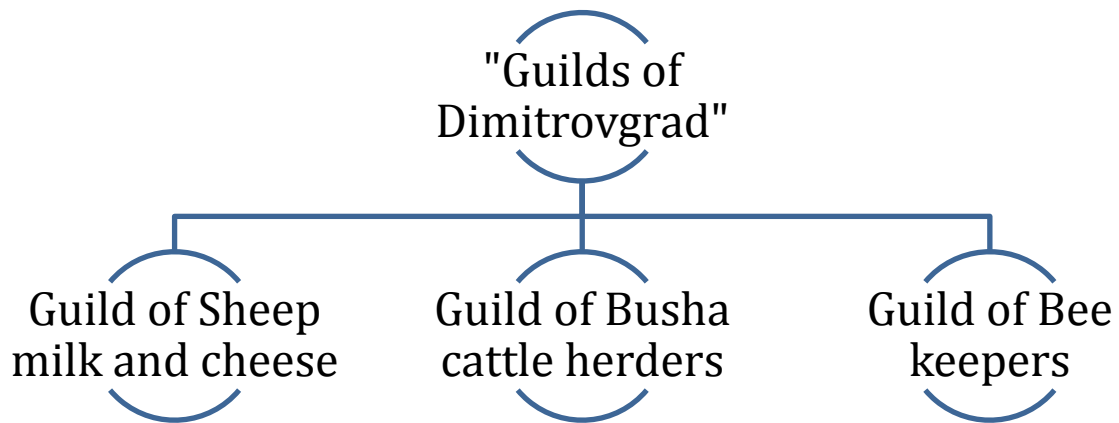 "Guilds of
Dimitrovgrad"
Guild of Sheep
milk and cheese
Guild of Busha
cattle herders
Guild of Bee
keepers